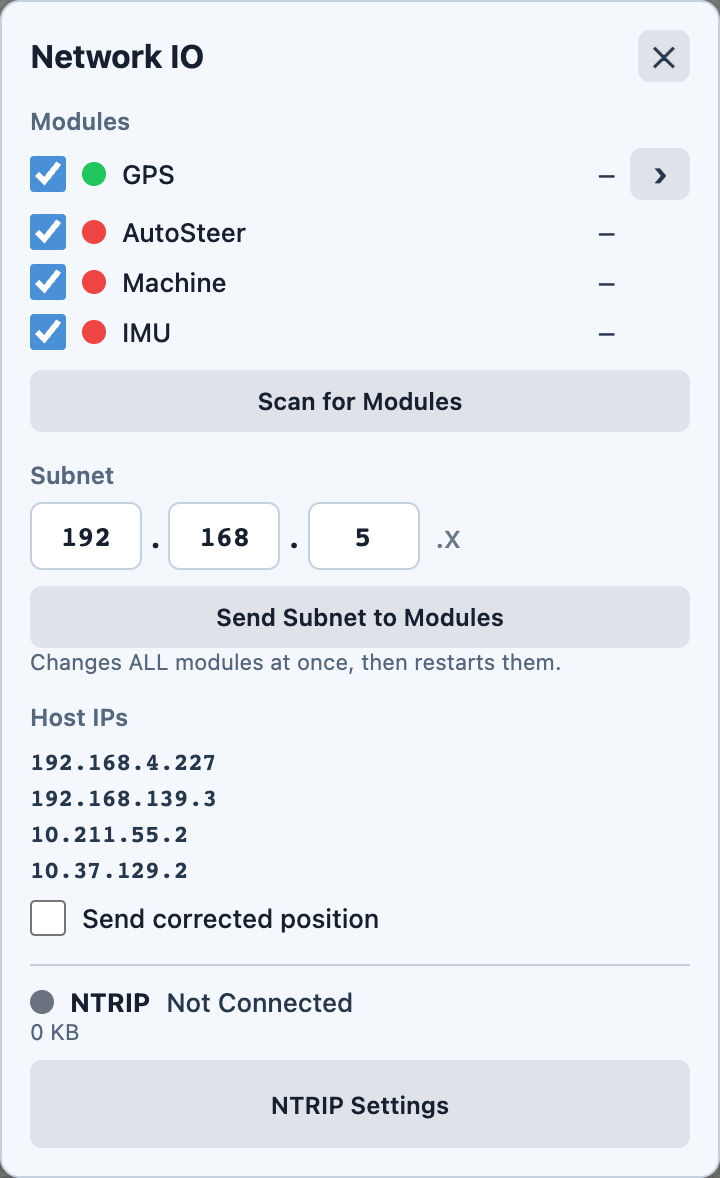 Network IO
Modules
GPS –
AutoSteer –
Machine –
IMU –
Scan for Modules
Subnet
192 . 168 . 5 .X
Send Subnet to Modules
Changes ALL modules at once, then restarts them.
Host IPs
192.168.4.227
192.168.139.3
10.211.55.2
10.37.129.2
Send corrected position
NTRIP Not Connected
0 KB
NTRIP Settings